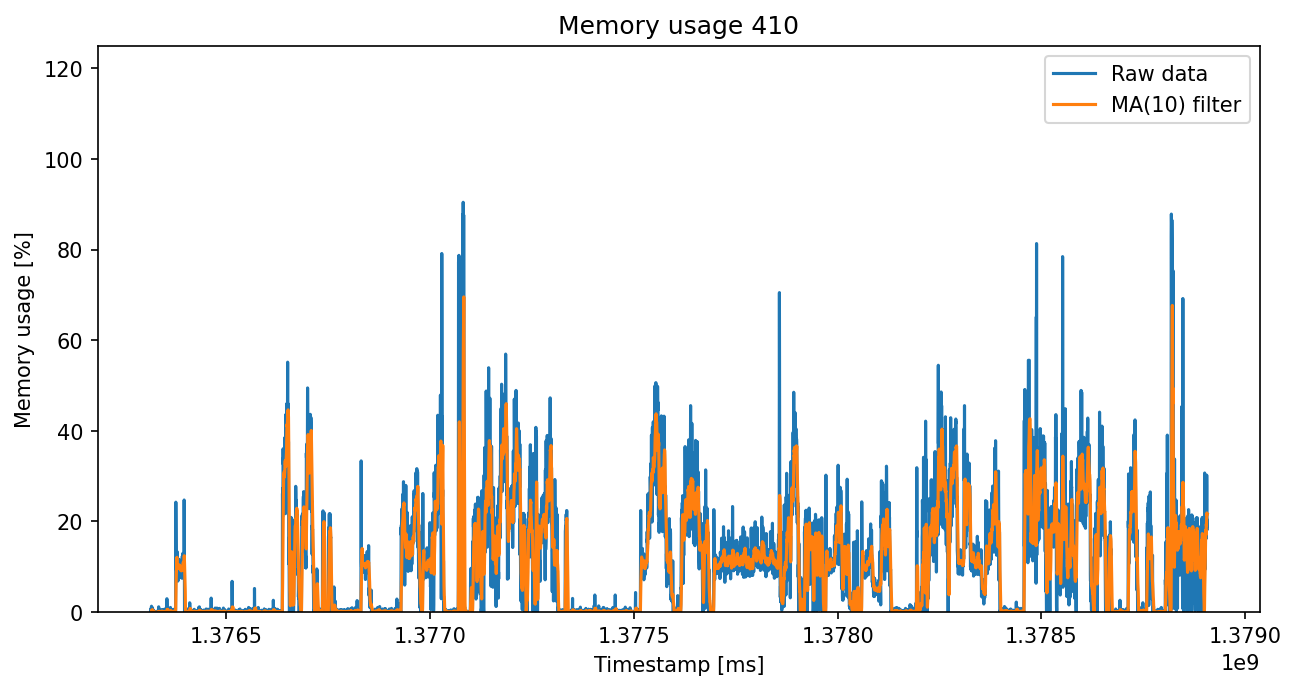 Memory usage 410
Raw data
MA(10) filter
Memory usage [%]
120
100
80
60
40
20
0
1.3765 1.3770 1.3775 1.3780 1.3785 1.3790
1e9
Timestamp [ms]